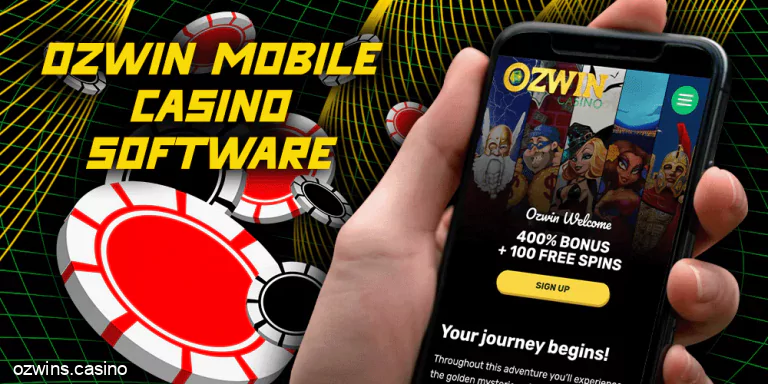 OZWIN MOBILE
CASINO
SOFTWARE
OZWIN
CASINO
Ozwin Welcome
400% BONUS
+ 100 FREE SPINS
SIGN UP
Your journey begins!
Throughout this adventure you'll experience
the golden
ozwins.casino